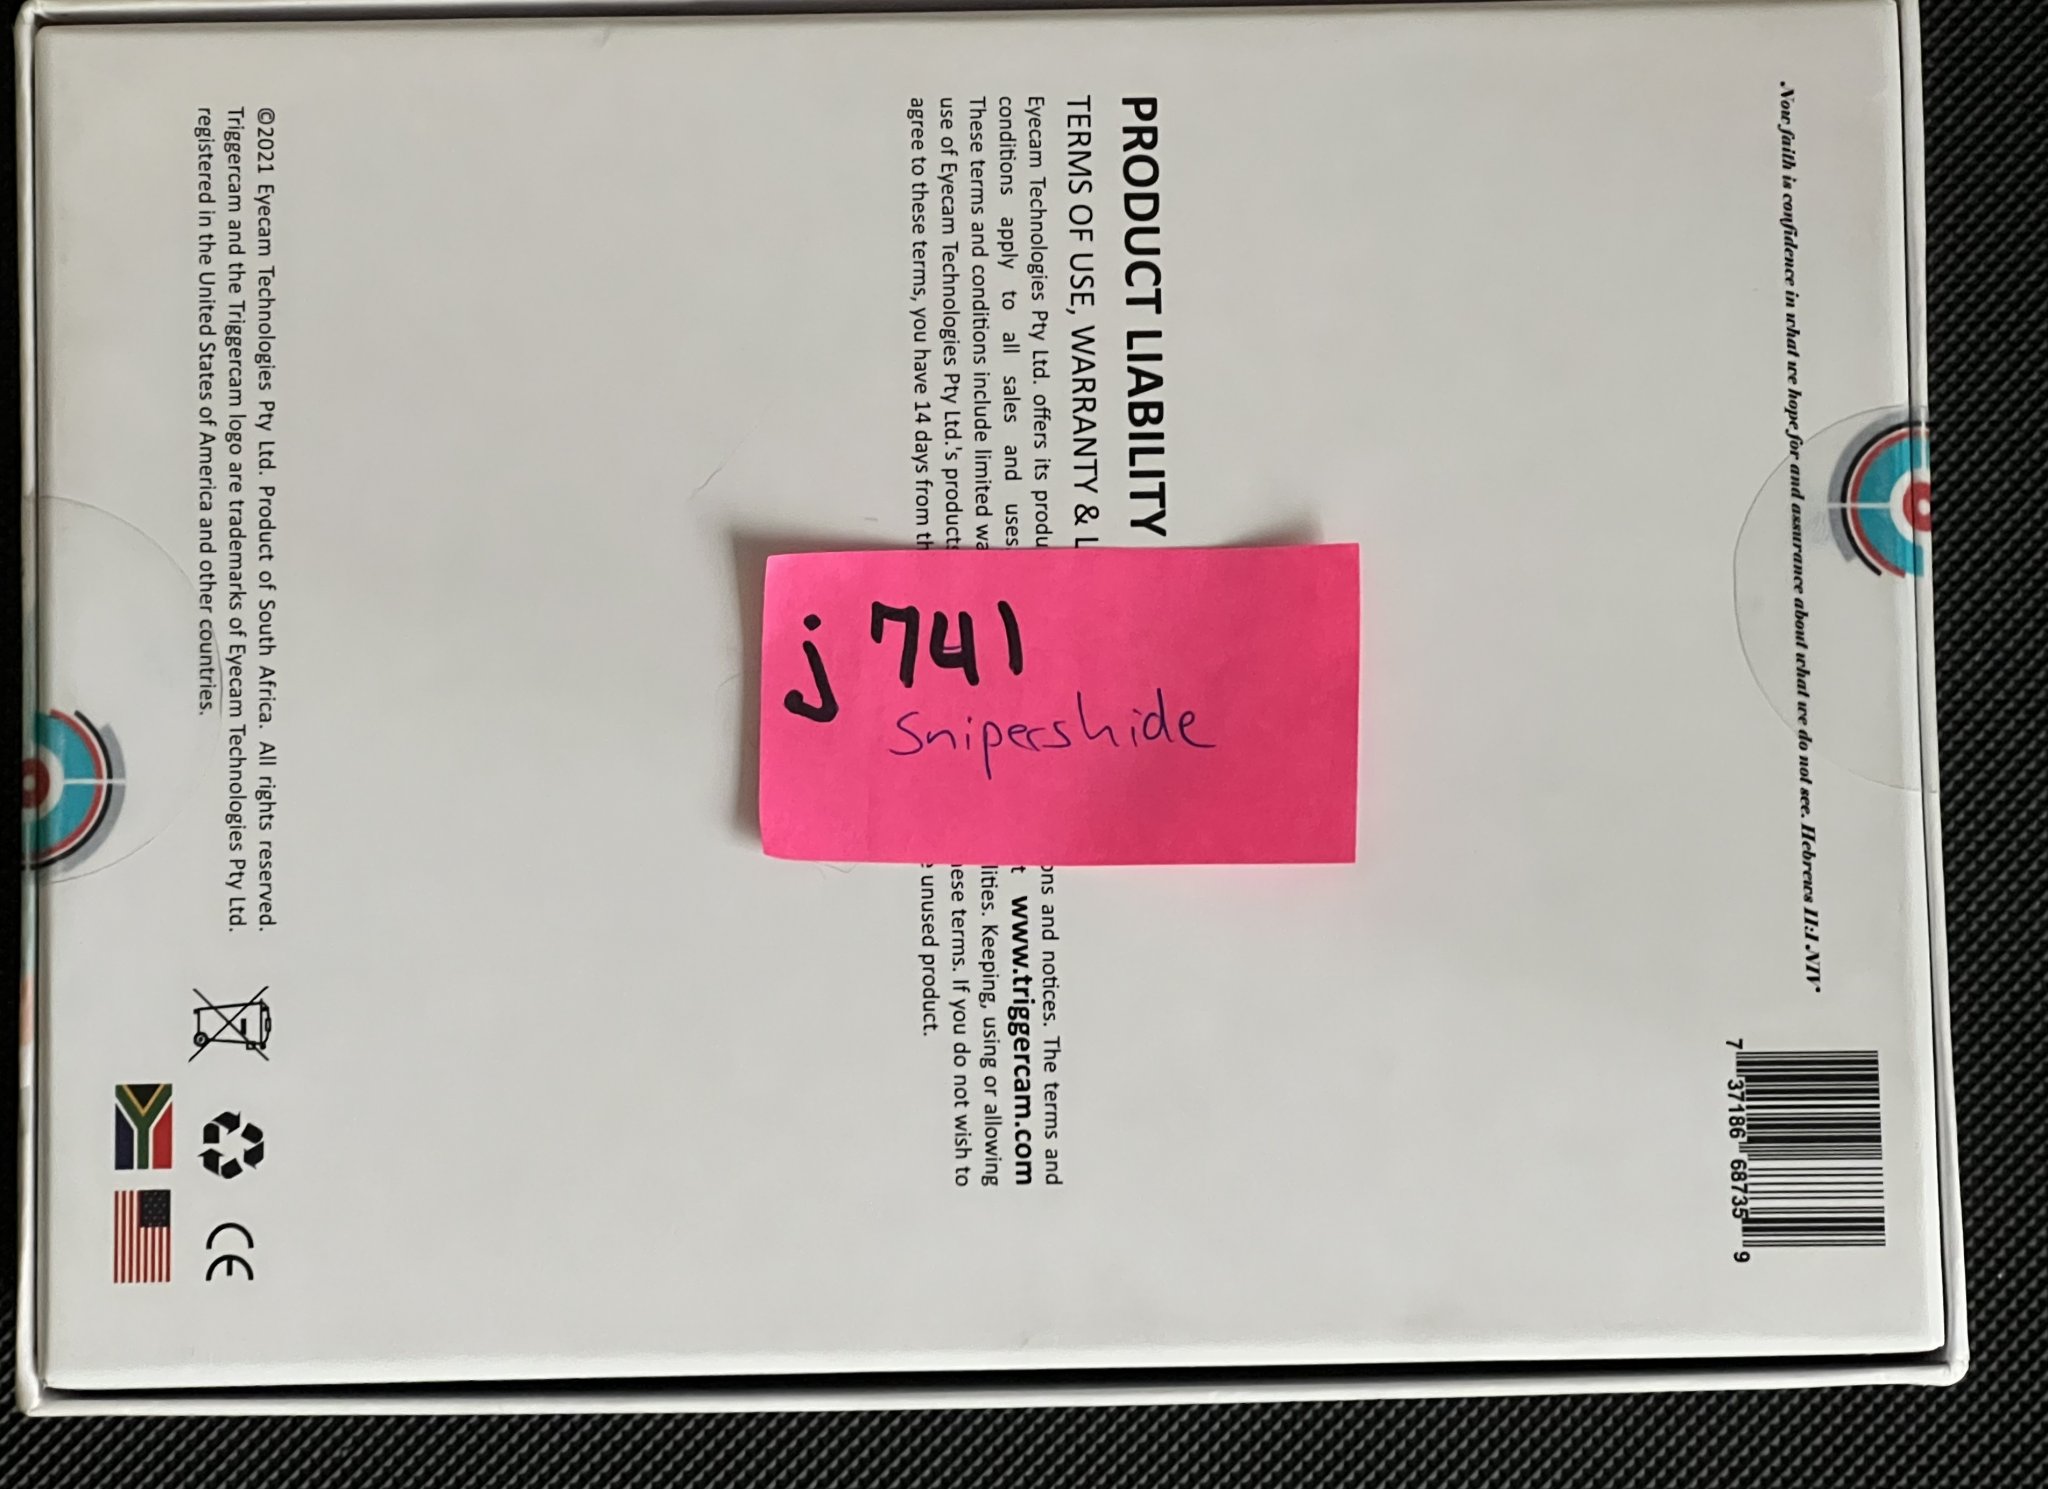 Now faith is confidence in what we hope for and assurance about what we do not see. Hebrews 11:1 NIV
7 37186 68735 9
PRODUCT LIABILITY
TERMS OF USE, WARRANTY & L
Eyecam Technologies Pty Ltd. offers its produ ons and notices. The terms and
conditions apply to all sales and uses t www.triggercam.com
These terms and conditions include limited wa lities. Keeping, using or allowing
use of Eyecam Technologies Pty Ltd.'s products ese terms. If you do not wish to
agree to these terms, you have 14 days from th unused product.
j 741
snipershide
©2021 Eyecam Technologies Pty Ltd. Product of South Africa. All rights reserved.
Triggercam and the Triggercam logo are trademarks of Eyecam Technologies Pty Ltd.
registered in the United States of America and other countries.
CE